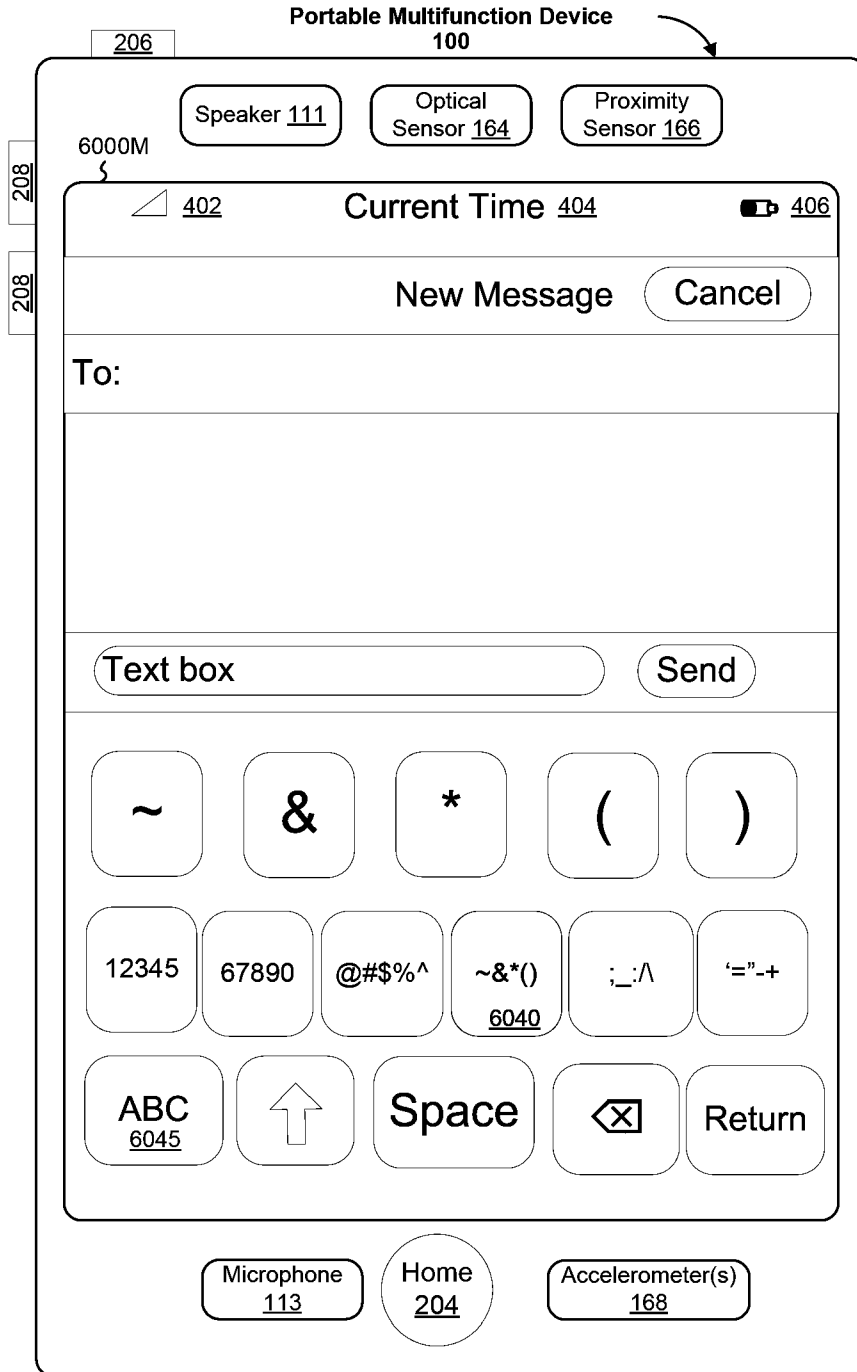 Portable Multifunction Device
100
206
Speaker 111
Optical
Sensor 164
Proximity
Sensor 166
6000M
208
208
402
Current Time 404
406
New Message
Cancel
To:
Text box
Send
~
&
*
(
)
12345
67890
@#$%^
~&*()
6040
;_:/\
‘=”-+
ABC
6045
Space
Return
Microphone
113
Home
204
Accelerometer(s)
168